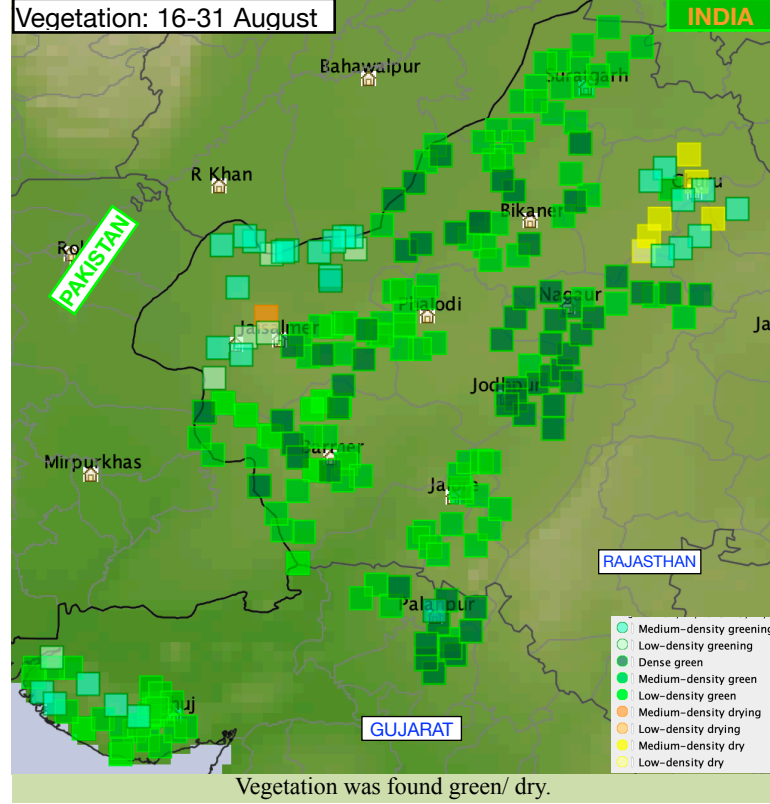 Vegetation: 16-31 August
INDIA
Bahawalpur
Suratgarh
R Khan
Churu
Bikaner
PAKISTAN
Phalodi
Nagaur
Jaisalmer
Jodhpur
Barmer
Mirpurkhas
RAJASTHAN
Palanpur
GUJARAT
Medium-density greening
Low-density greening
Dense green
Medium-density green
Low-density green
Medium-density drying
Low-density drying
Medium-density dry
Low-density dry
Vegetation was found green/ dry.